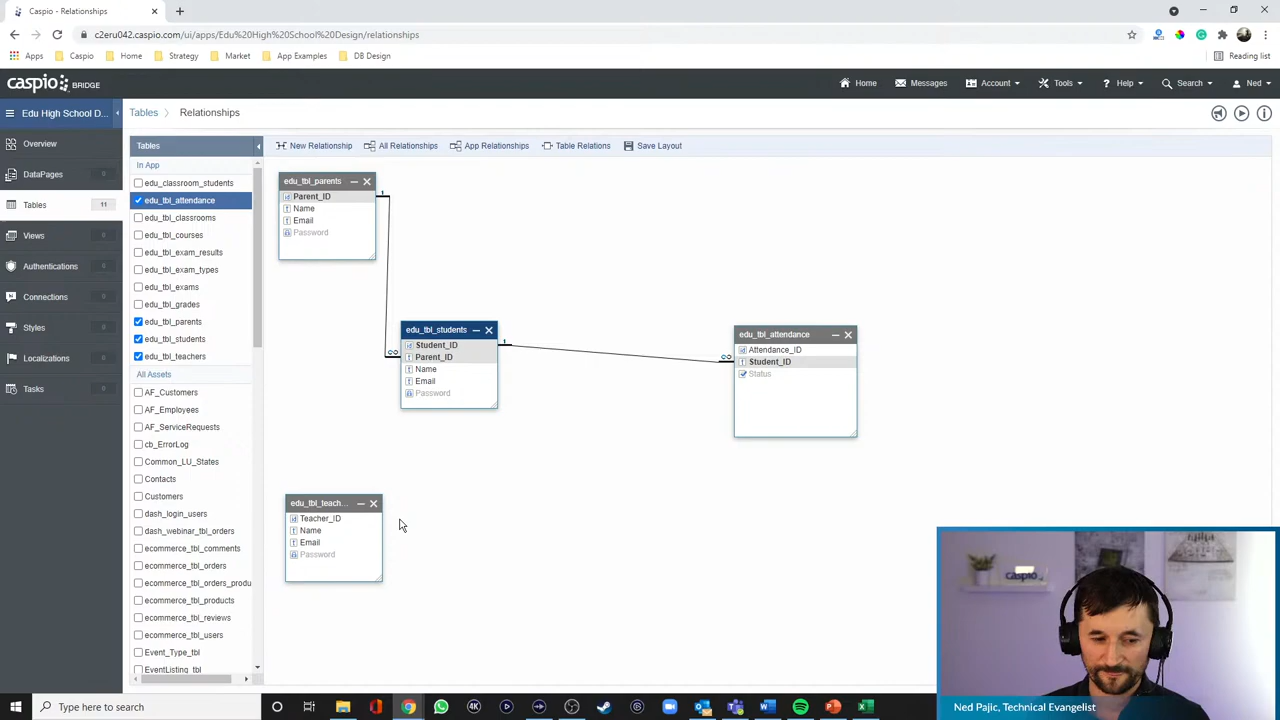 Caspio - Relationships
c2eru042.caspio.com/ui/apps/Edu%20High%20School%20Design/relationships
Apps
Caspio
Home
Strategy
Market
App Examples
DB Design
Reading list
caspio BRIDGE
Home
Messages
Account
Tools
Help
Search
Ned
Edu High School D...
Tables
Relationships
Overview
DataPages
Tables
11
Views
0
Authentications
Connections
Styles
Localizations
Tasks
Tables
New Relationship
All Relationships
App Relationships
Table Relations
Save Layout
In App
edu_classroom_students
edu_tbl_attendance
edu_tbl_classrooms
edu_tbl_courses
edu_tbl_exam_results
edu_tbl_exam_types
edu_tbl_exams
edu_tbl_grades
edu_tbl_parents
edu_tbl_students
edu_tbl_teachers
All Assets
AF_Customers
AF_Employees
AF_ServiceRequests
cb_ErrorLog
Common_LU_States
Contacts
Customers
dash_login_users
dash_webinar_tbl_orders
ecommerce_tbl_comments
ecommerce_tbl_orders
ecommerce_tbl_orders_produ
ecommerce_tbl_products
ecommerce_tbl_reviews
ecommerce_tbl_users
Event_Type_tbl
EventListing_tbl
edu_tbl_parents
Parent_ID
Name
Email
Password
1
∞
edu_tbl_students
Student_ID
Parent_ID
Name
Email
Password
1
∞
edu_tbl_attendance
Attendance_ID
Student_ID
Status
edu_tbl_teach...
Teacher_ID
Name
Email
Password
caspio
Ned Pajic, Technical Evangelist
Type here to search